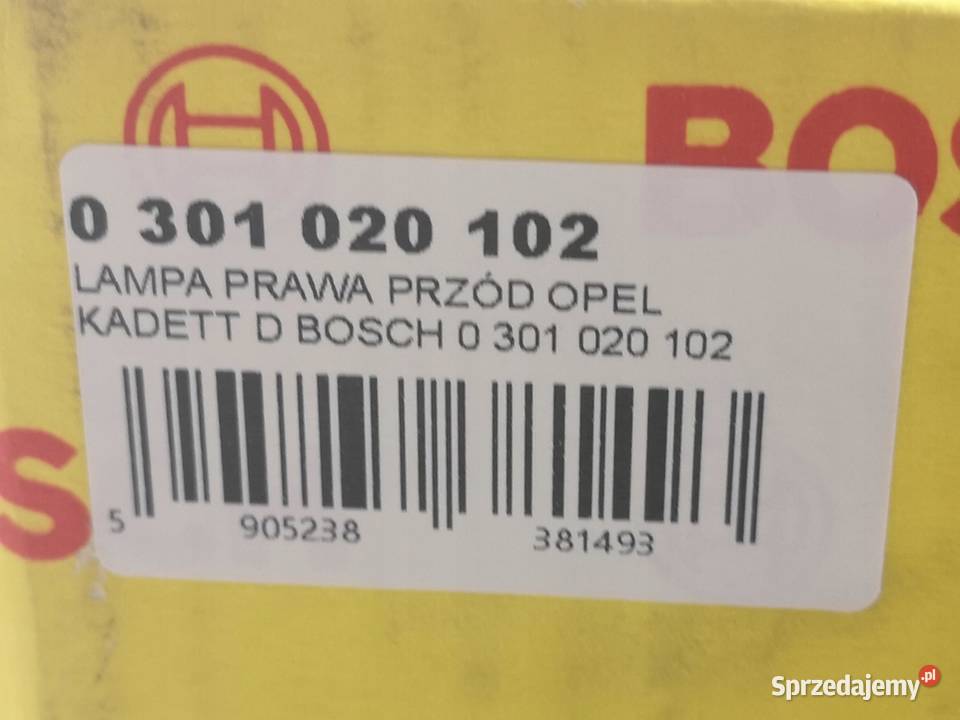 BOS
0 301 020 102
LAMPA PRAWA PRZÓD OPEL
KADETT D BOSCH 0 301 020 102
S
5 905238 381493
Sprzedajemy.pl